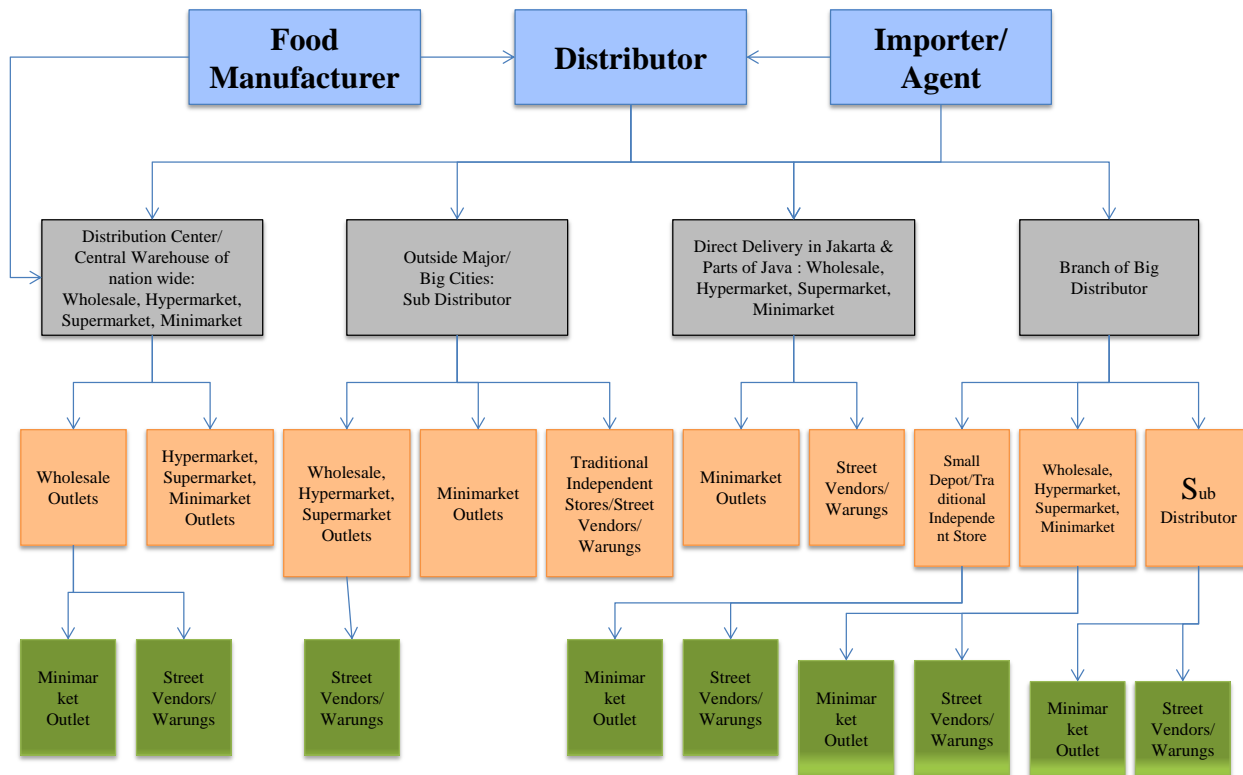 Food
Manufacturer
Distributor
Importer/
Agent
Distribution Center/
Central Warehouse of
nation wide:
Wholesale, Hypermarket,
Supermarket, Minimarket
Outside Major/
Big Cities:
Sub Distributor
Direct Delivery in Jakarta &
Parts of Java : Wholesale,
Hypermarket, Supermarket,
Minimarket
Branch of Big
Distributor
Wholesale
Outlets
Hypermarket,
Supermarket,
Minimarket Outlets
Wholesale,
Hypermarket,
Supermarket
Outlets
Minimarket
Outlets
Traditional
Independent
Stores/Street
Vendors/
Warungs
Minimarket
Outlets
Street
Vendors/
Warungs
Small
Depot/Tra
ditional
Independe
nt Store
Wholesale,
Hypermarket,
Supermarket,
Minimarket
Sub
Distributor
Minimar
ket
Outlet
Street
Vendors/
Warungs
Street
Vendors/
Warungs
Minimar
ket
Outlet
Street
Vendors/
Warungs
Minimar
ket
Outlet
Street
Vendors/
Warungs
Minimar
ket
Outlet
Street
Vendors/
Warungs